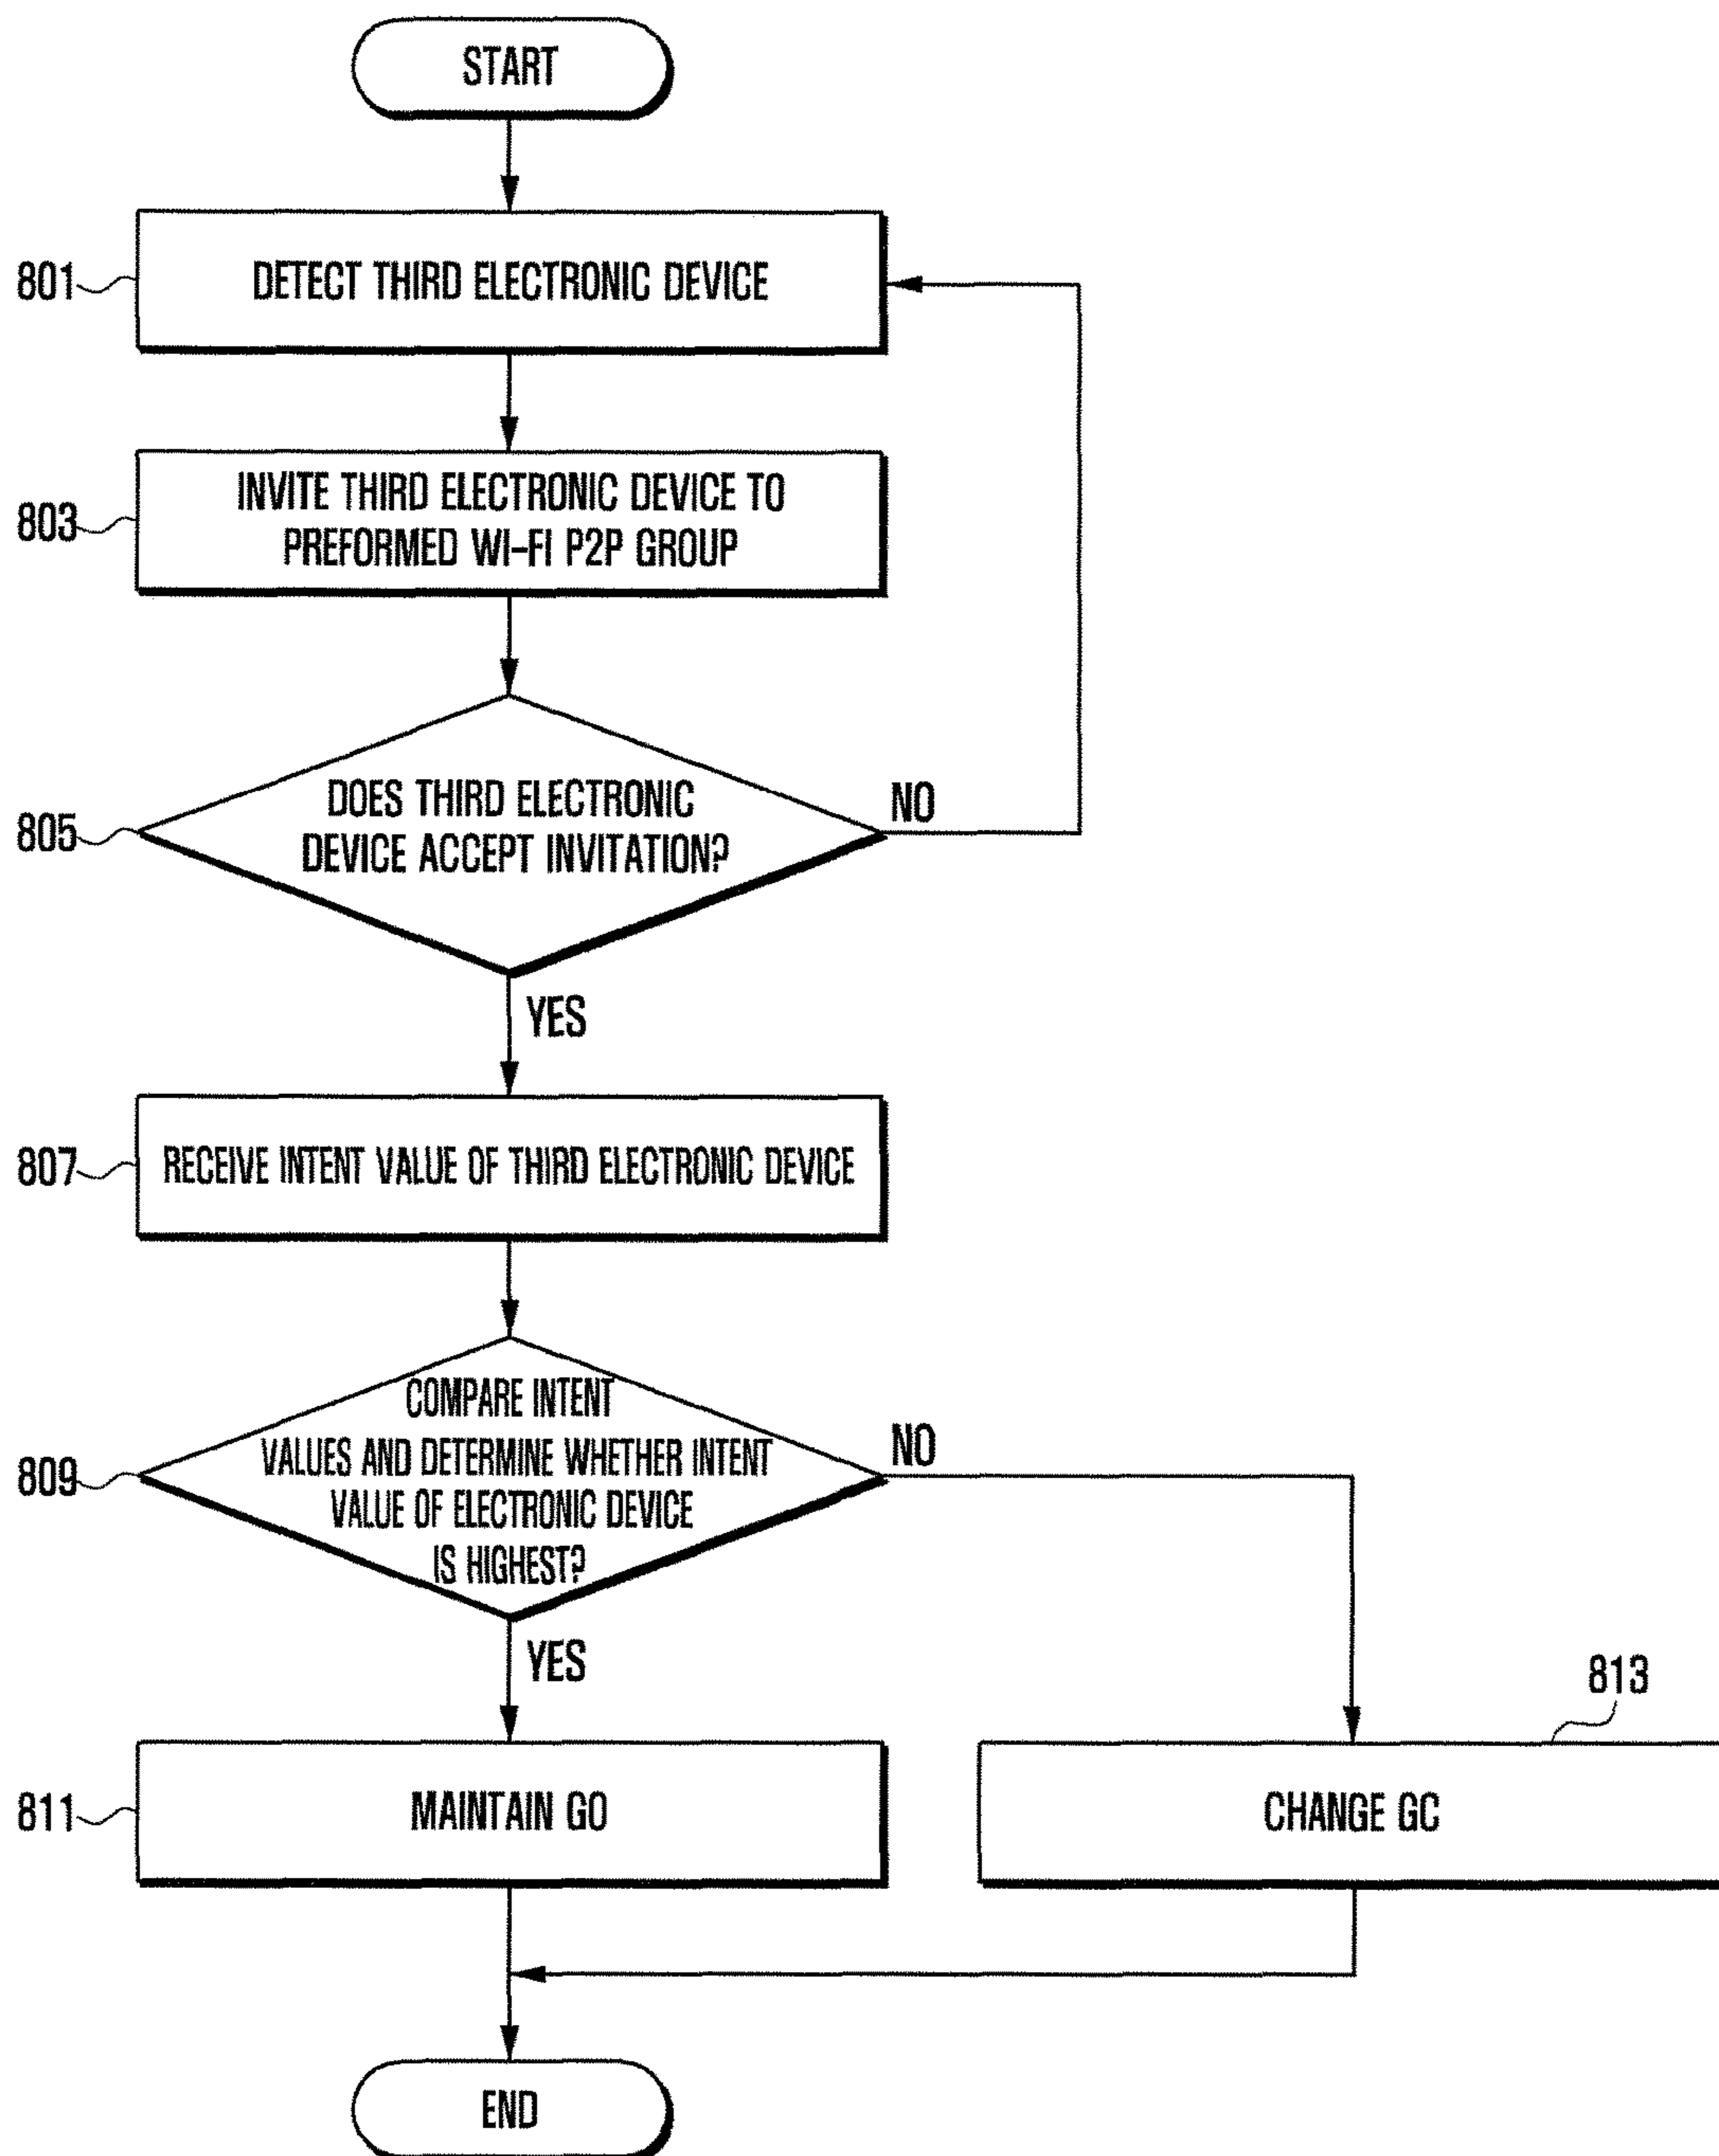 START
801
DETECT THIRD ELECTRONIC DEVICE
803
INVITE THIRD ELECTRONIC DEVICE TO
PREFORMED WI-FI P2P GROUP
805
DOES THIRD ELECTRONIC
DEVICE ACCEPT INVITATION?
NO
YES
807
RECEIVE INTENT VALUE OF THIRD ELECTRONIC DEVICE
809
COMPARE INTENT
VALUES AND DETERMINE WHETHER INTENT
VALUE OF ELECTRONIC DEVICE
IS HIGHEST?
NO
YES
811
MAINTAIN GO
813
CHANGE GC
END